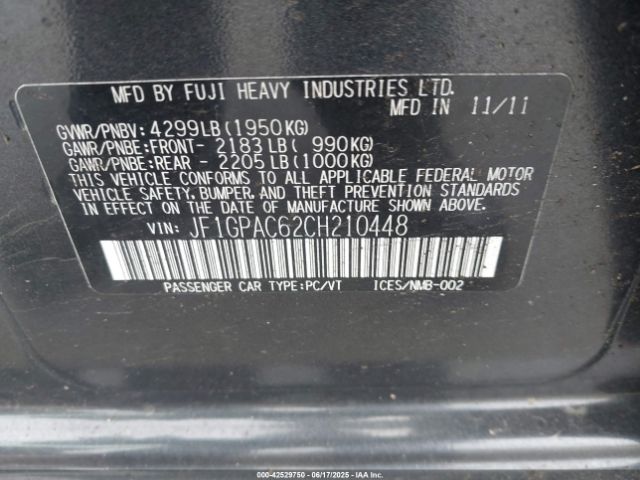 MFD BY FUJI HEAVY INDUSTRIES LTD.
MFD IN 11/11
GVWR/PNBV: 4299LB(1950KG)
GAWR/PNBE:FRONT- 2183LB( 990KG)
GAWR/PNBE:REAR - 2205LB(1000KG)
THIS VEHICLE CONFORMS TO ALL APPLICABLE FEDERAL MOTOR
VEHICLE SAFETY, BUMPER, AND THEFT PREVENTION STANDARDS
IN EFFECT ON THE DATE OF MANUFACTURE SHOWN ABOVE.
VIN: JF1GPAC62CH210448
PASSENGER CAR TYPE:PC/VT ICES/NMB-002
000-42529750 - 06/17/2025 - IAAI.COM